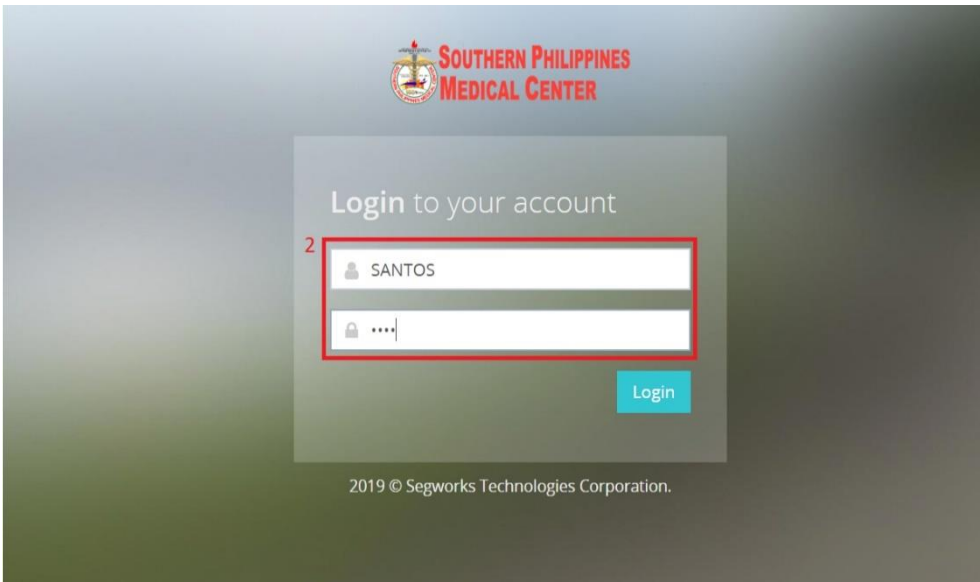 SOUTHERN PHILIPPINES
MEDICAL CENTER
Login to your account
2
SANTOS
••••
Login
2019 © Segworks Technologies Corporation.